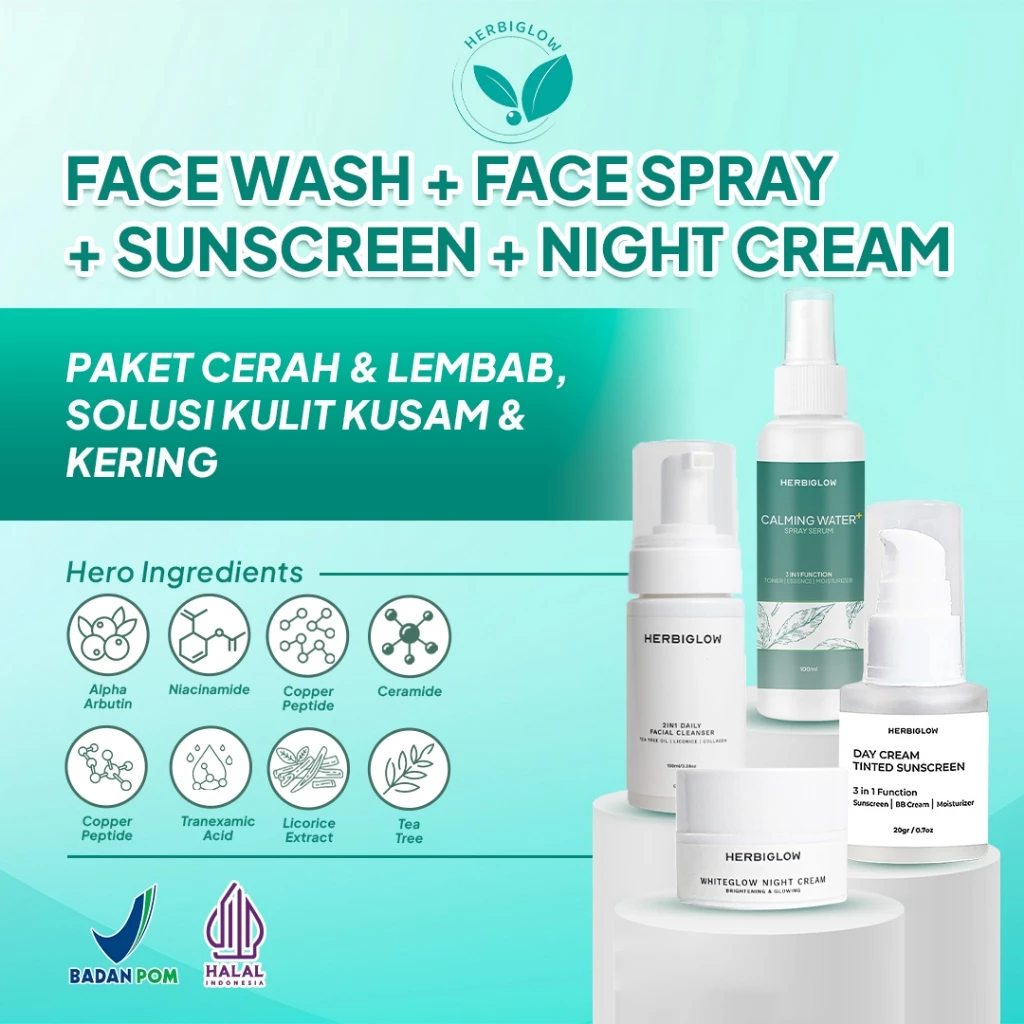 HERBIGLOW
FACE WASH + FACE SPRAY
+ SUNSCREEN + NIGHT CREAM
PAKET CERAH & LEMBAB,
SOLUSI KULIT KUSAM &
KERING
Hero Ingredients
Alpha
Arbutin
Niacinamide
Copper
Peptide
Ceramide
Copper
Peptide
Tranexamic
Acid
Licorice
Extract
Tea
Tree
BADAN POM
HALAL
INDONESIA
HERBIGLOW
CALMING WATER+
SPRAY SERUM
3 IN 1 FUNCTION
TONER | ESSENCE | MOISTURIZER
100ml
HERBIGLOW
2IN1 DAILY
FACIAL CLEANSER
TEA TREE OIL | LICORICE | COLLAGEN
HERBIGLOW
DAY CREAM
TINTED SUNSCREEN
3 in 1 Function
Sunscreen | BB Cream | Moisturizer
20gr / 0.7oz
HERBIGLOW
WHITEGLOW NIGHT CREAM
BRIGHTENING & GLOWING